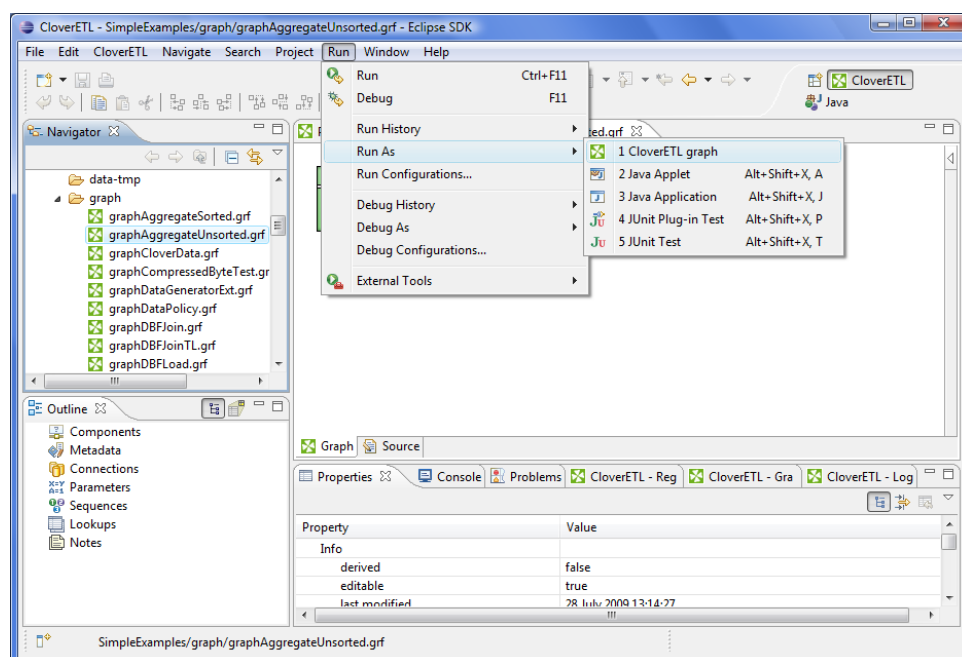 CloverETL - SimpleExamples/graph/graphAggregateUnsorted.grf - Eclipse SDK
File Edit CloverETL Navigate Search Project Run Window Help
CloverETL
Java
Run Ctrl+F11
Debug F11
Run History
Run As
Run Configurations...
Debug History
Debug As
Debug Configurations...
External Tools
1 CloverETL graph
2 Java Applet Alt+Shift+X, A
3 Java Application Alt+Shift+X, J
4 JUnit Plug-in Test Alt+Shift+X, P
5 JUnit Test Alt+Shift+X, T
Navigator
data-tmp
graph
graphAggregateSorted.grf
graphAggregateUnsorted.grf
graphCloverData.grf
graphCompressedByteTest.gr
graphDataGeneratorExt.grf
graphDataPolicy.grf
graphDBFJoin.grf
graphDBFJoinTL.grf
graphDBFLoad.grf
Outline
Components
Metadata
Connections
Parameters
Sequences
Lookups
Notes
Graph Source
Properties Console Problems CloverETL - Reg CloverETL - Gra CloverETL - Log
Property Value
Info
derived false
editable true
last modified 28 July 2009 13:14:27
SimpleExamples/graph/graphAggregateUnsorted.grf